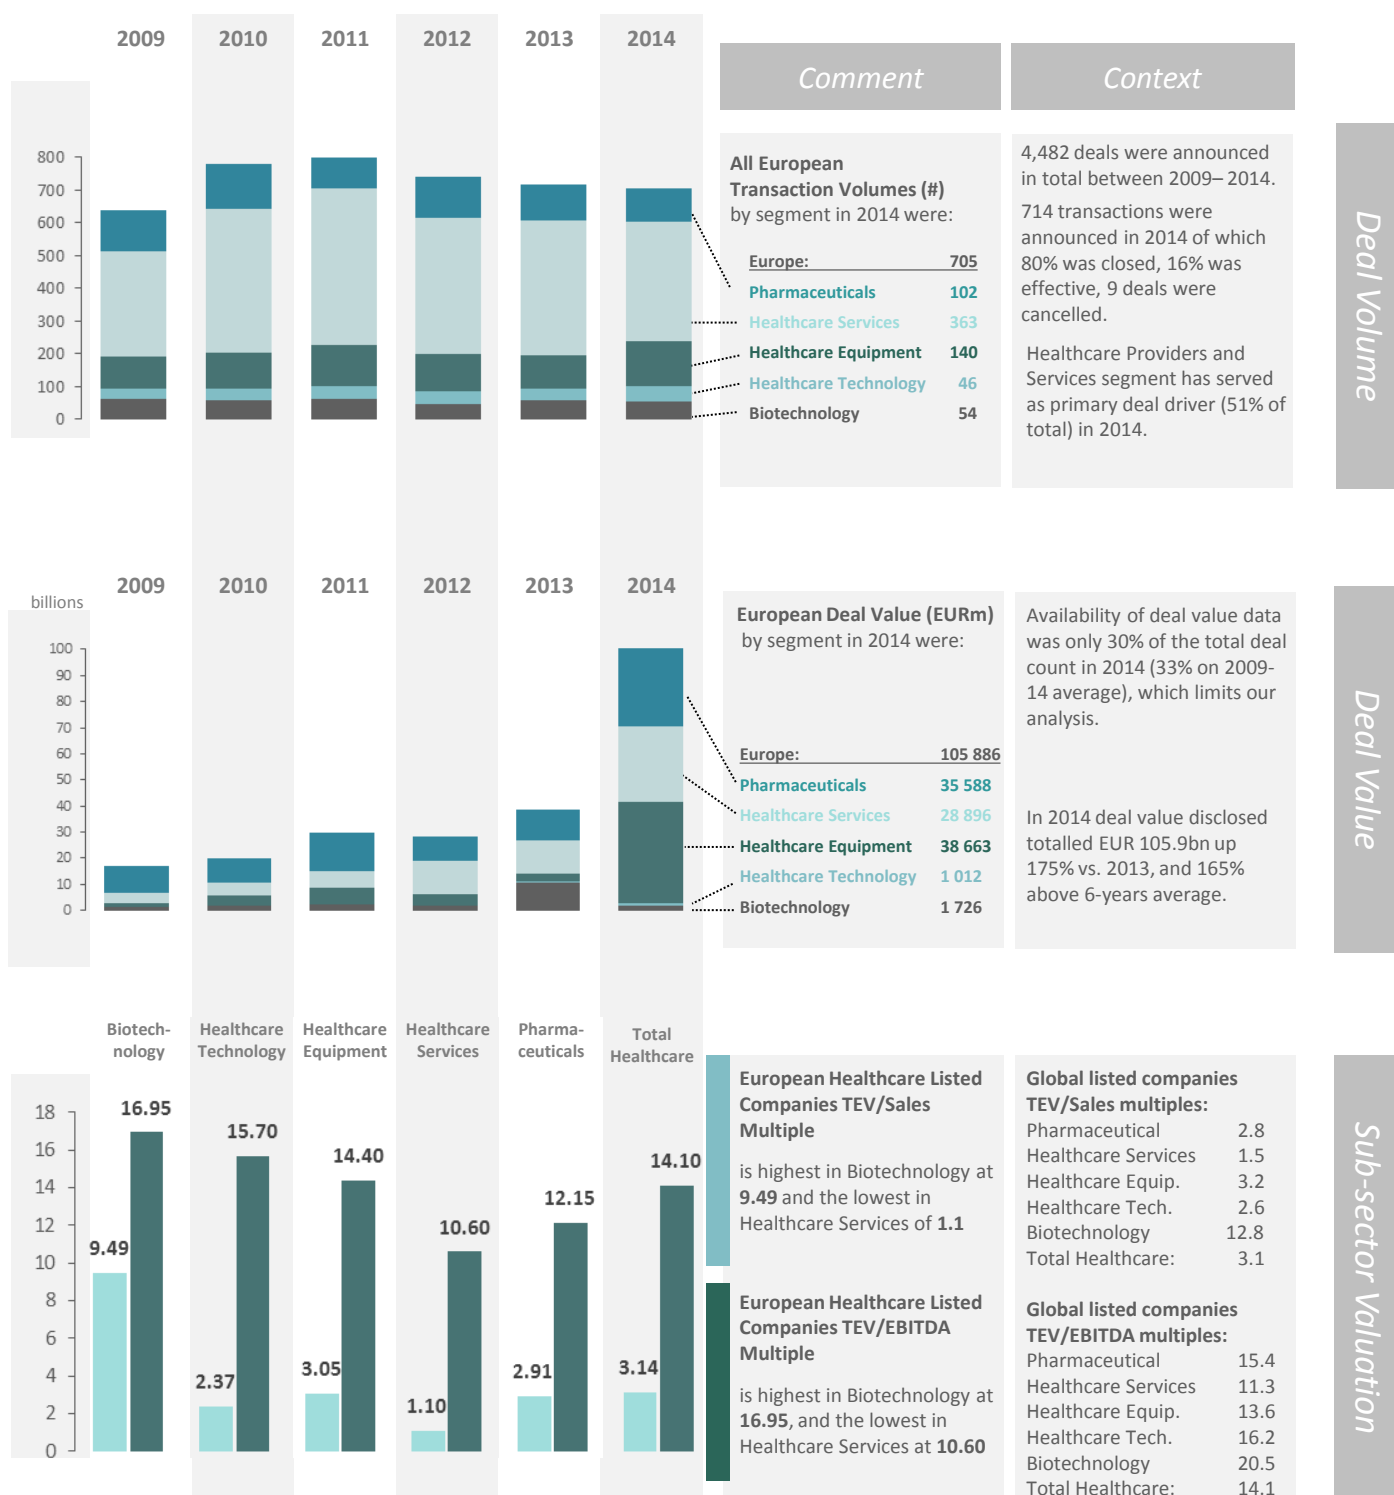 2009 2010 2011 2012 2013 2014
Comment
Context
800
700
600
500
400
300
200
100
0
All European
Transaction Volumes (#)
by segment in 2014 were:
Europe: 705
Pharmaceuticals 102
Healthcare Services 363
Healthcare Equipment 140
Healthcare Technology 46
Biotechnology 54
4,482 deals were announced
in total between 2009– 2014.
714 transactions were
announced in 2014 of which
80% was closed, 16% was
effective, 9 deals were
cancelled.
Healthcare Providers and
Services segment has served
as primary deal driver (51% of
total) in 2014.
Deal Volume
billions
2009 2010 2011 2012 2013 2014
100
90
80
70
60
50
40
30
20
10
0
European Deal Value (EURm)
by segment in 2014 were:
Europe: 105 886
Pharmaceuticals 35 588
Healthcare Services 28 896
Healthcare Equipment 38 663
Healthcare Technology 1 012
Biotechnology 1 726
Availability of deal value data
was only 30% of the total deal
count in 2014 (33% on 2009-
14 average), which limits our
analysis.
In 2014 deal value disclosed
totalled EUR 105.9bn up
175% vs. 2013, and 165%
above 6-years average.
Deal Value
Biotech-
nology
Healthcare
Technology
Healthcare
Equipment
Healthcare
Services
Pharma-
ceuticals
Total
Healthcare
18
16
14
12
10
8
6
4
2
0
9.49
16.95
2.37
15.70
3.05
14.40
1.10
10.60
2.91
12.15
3.14
14.10
European Healthcare Listed
Companies TEV/Sales
Multiple
is highest in Biotechnology at
9.49 and the lowest in
Healthcare Services of 1.1
European Healthcare Listed
Companies TEV/EBITDA
Multiple
is highest in Biotechnology at
16.95, and the lowest in
Healthcare Services at 10.60
Global listed companies
TEV/Sales multiples:
Pharmaceutical 2.8
Healthcare Services 1.5
Healthcare Equip. 3.2
Healthcare Tech. 2.6
Biotechnology 12.8
Total Healthcare: 3.1
Global listed companies
TEV/EBITDA multiples:
Pharmaceutical 15.4
Healthcare Services 11.3
Healthcare Equip. 13.6
Healthcare Tech. 16.2
Biotechnology 20.5
Total Healthcare: 14.1
Sub-sector Valuation